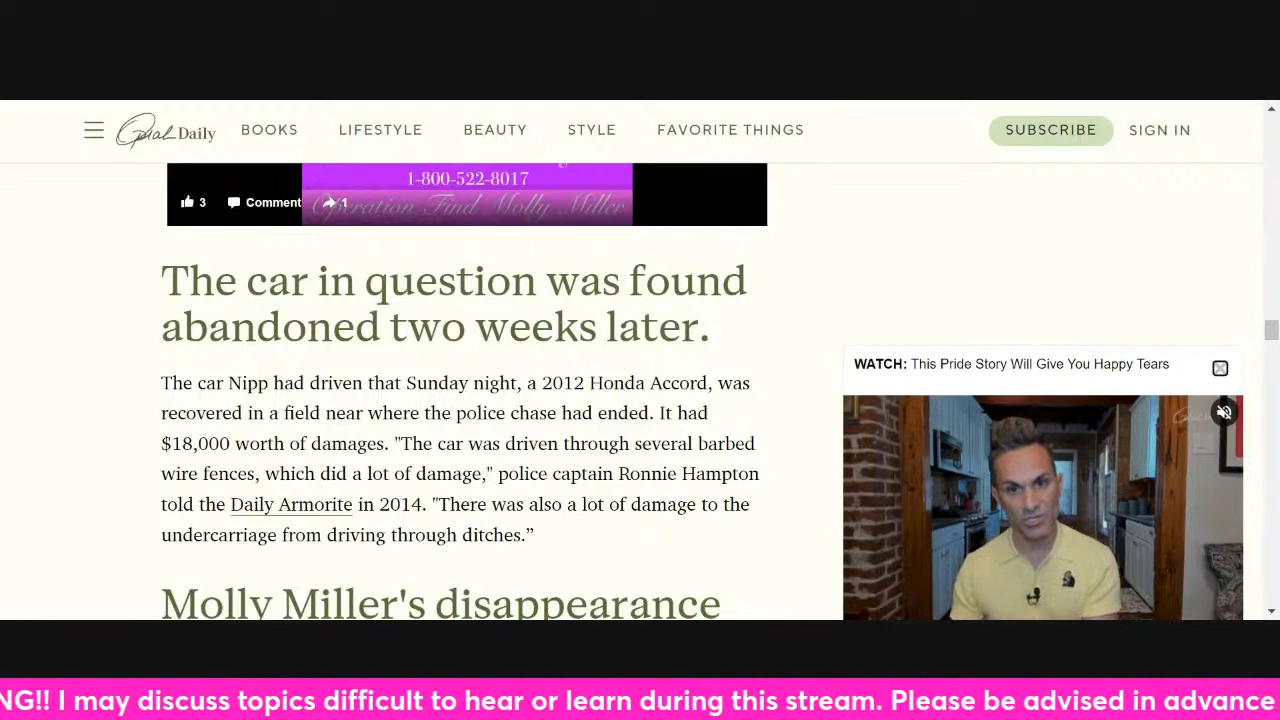 Oprah Daily
BOOKS
LIFESTYLE
BEAUTY
STYLE
FAVORITE THINGS
SUBSCRIBE
SIGN IN
1-800-522-8017
Operation Find Molly Miller
3
Comment
1
The car in question was found
abandoned two weeks later.
The car Nipp had driven that Sunday night, a 2012 Honda Accord, was
recovered in a field near where the police chase had ended. It had
$18,000 worth of damages. "The car was driven through several barbed
wire fences, which did a lot of damage," police captain Ronnie Hampton
told the Daily Armorite in 2014. "There was also a lot of damage to the
undercarriage from driving through ditches.”
Molly Miller's disappearance
WATCH: This Pride Story Will Give You Happy Tears
NG!! I may discuss topics difficult to hear or learn during this stream. Please be advised in advance